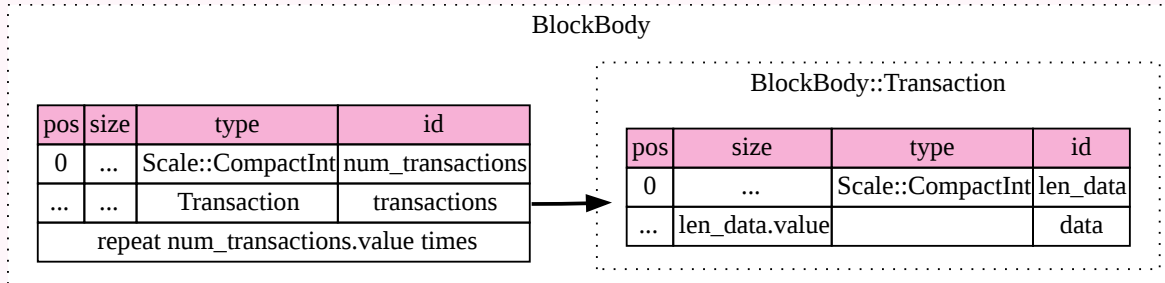 BlockBody
pos size type id
0 ... Scale::CompactInt num_transactions
... ... Transaction transactions
repeat num_transactions.value times
BlockBody::Transaction
pos size type id
0 ... Scale::CompactInt len_data
... len_data.value data